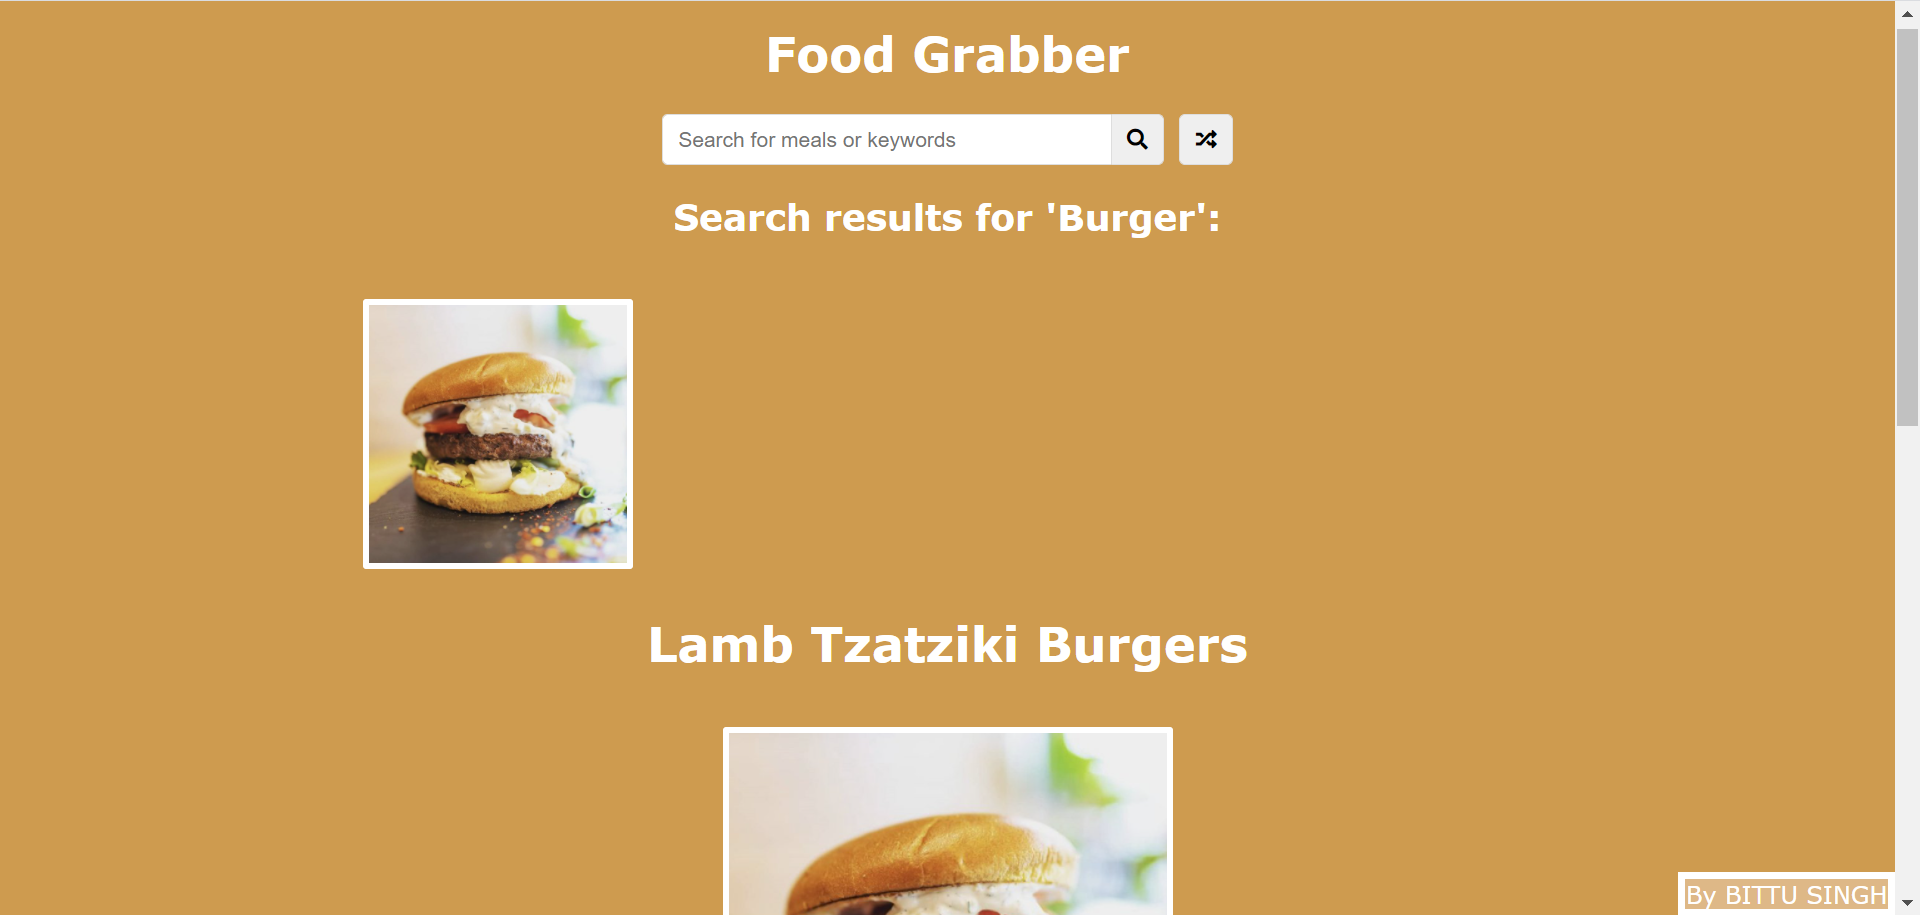 Food Grabber
Search for meals or keywords
Search results for 'Burger':
Lamb Tzatziki Burgers
By BITTU SINGH